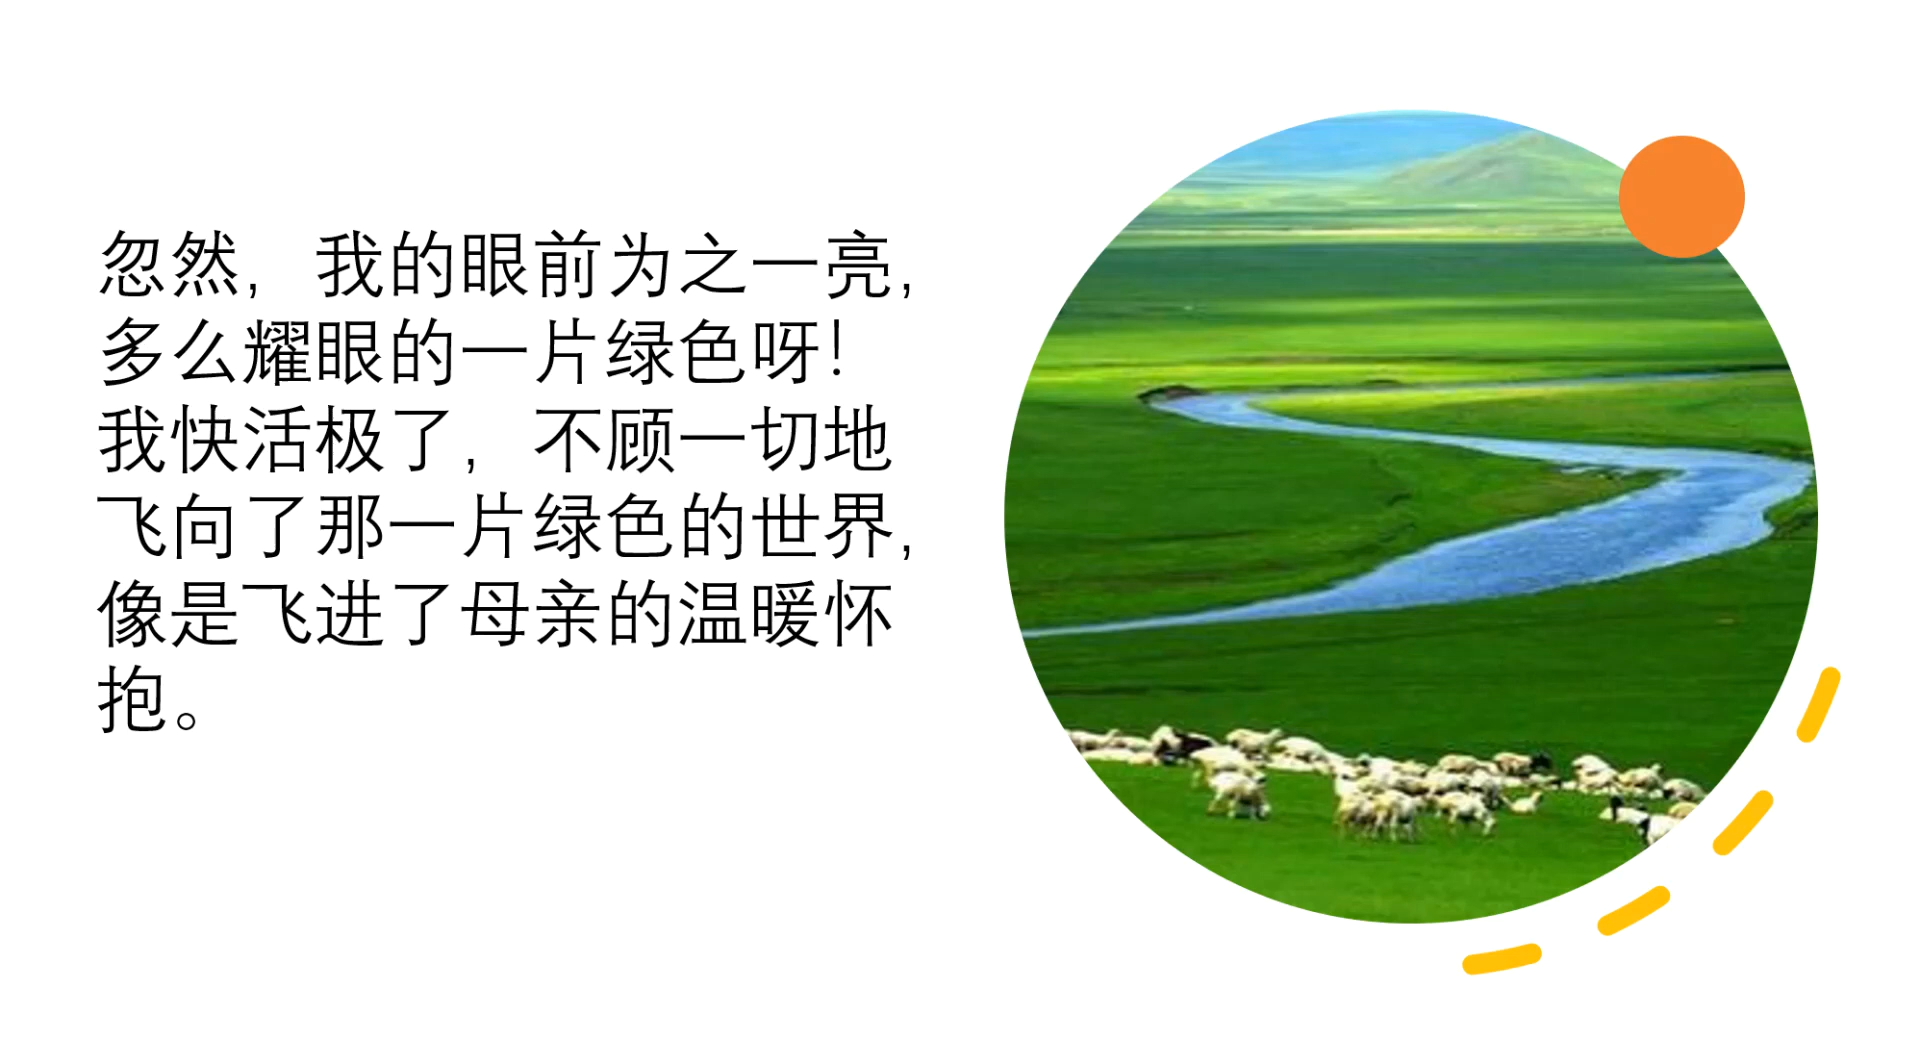 忽然，我的眼前为之一亮，
多么耀眼的一片绿色呀！
我快活极了，不顾一切地
飞向了那一片绿色的世界，
像是飞进了母亲的温暖怀
抱。